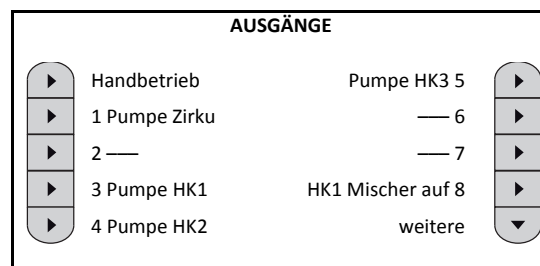 AUSGÄNGE
Handbetrieb Pumpe HK3 5
1 Pumpe Zirku –– 6
2 –– –– 7
3 Pumpe HK1 HK1 Mischer auf 8
4 Pumpe HK2 weitere